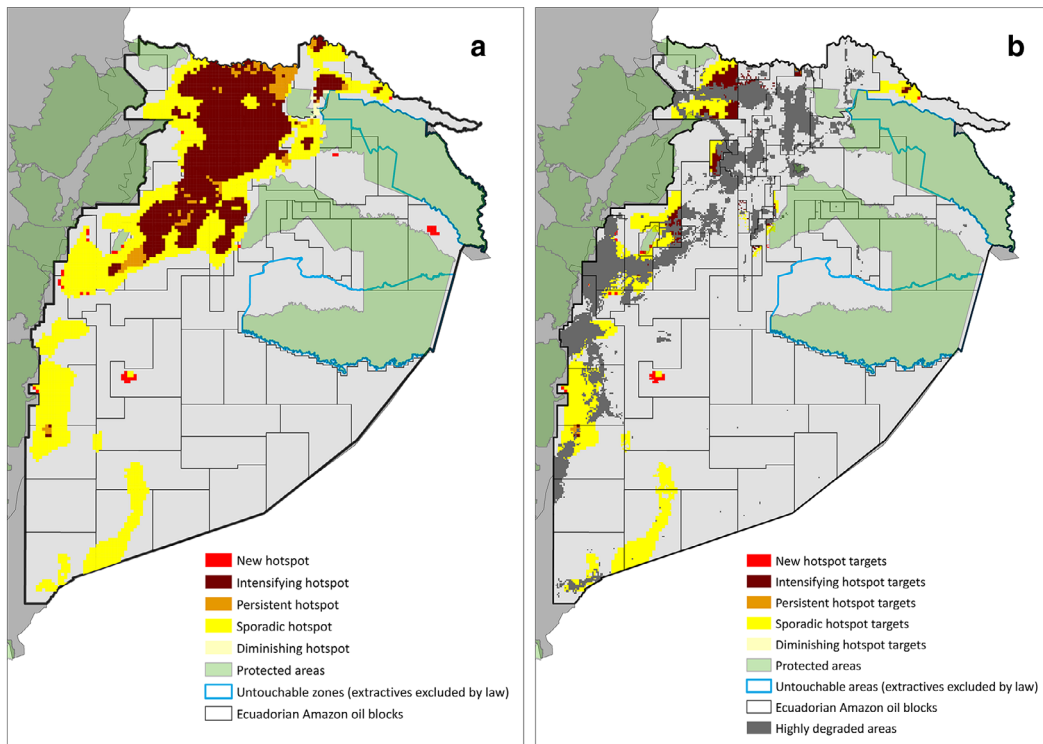 a
New hotspot
Intensifying hotspot
Persistent hotspot
Sporadic hotspot
Diminishing hotspot
Protected areas
Untouchable zones (extractives excluded by law)
Ecuadorian Amazon oil blocks
b
New hotspot targets
Intensifying hotspot targets
Persistent hotspot targets
Sporadic hotspot targets
Diminishing hotspot targets
Protected areas
Untouchable areas (extractives excluded by law)
Ecuadorian Amazon oil blocks
Highly degraded areas